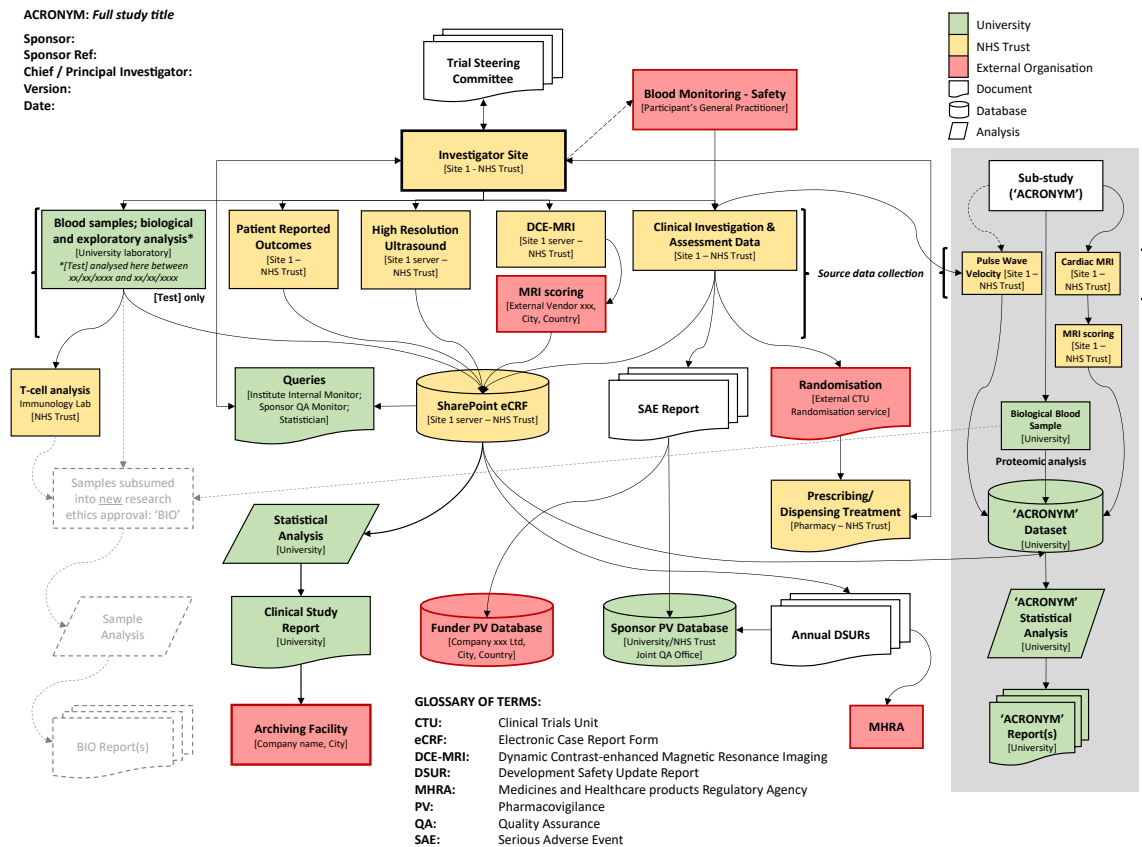 ACRONYM: Full study title
Sponsor:
Sponsor Ref:
Chief / Principal Investigator:
Version:
Date:
University
NHS Trust
External Organisation
Document
Database
Analysis
Trial Steering
Committee
Blood Monitoring - Safety
[Participant's General Practitioner]
Investigator Site
[Site 1 - NHS Trust]
Sub-study
('ACRONYM')
Blood samples; biological
and exploratory analysis*
[University laboratory]
*[Test] analysed here between
xx/xx/xxxx and xx/xx/xxxx
Patient Reported
Outcomes
[Site 1 –
NHS Trust]
High Resolution
Ultrasound
[Site 1 server –
NHS Trust]
DCE-MRI
[Site 1 server –
NHS Trust]
Clinical Investigation &
Assessment Data
[Site 1 – NHS Trust]
Source data collection
Pulse Wave
Velocity [Site 1 –
NHS Trust]
Cardiac MRI
[Site 1 –
NHS Trust]
[Test] only
MRI scoring
[External Vendor xxx,
City, Country]
MRI scoring
[Site 1 –
NHS Trust]
T-cell analysis
Immunology Lab
[NHS Trust]
Queries
[Institute Internal Monitor;
Sponsor QA Monitor;
Statistician]
SharePoint eCRF
[Site 1 server – NHS Trust]
SAE Report
Randomisation
[External CTU
Randomisation service]
Biological Blood
Sample
[University]
Proteomic analysis
Samples subsumed
into new research
ethics approval: 'BIO'
Statistical
Analysis
[University]
Prescribing/
Dispensing Treatment
[Pharmacy – NHS Trust]
'ACRONYM'
Dataset
[University]
Sample
Analysis
Clinical Study
Report
[University]
Funder PV Database
[Company xxx Ltd,
City, Country]
Sponsor PV Database
[University/NHS Trust
Joint QA Office]
Annual DSURs
'ACRONYM'
Statistical
Analysis
[University]
BIO Report(s)
Archiving Facility
[Company name, City]
MHRA
'ACRONYM'
Report(s)
[University]
GLOSSARY OF TERMS:
CTU: Clinical Trials Unit
eCRF: Electronic Case Report Form
DCE-MRI: Dynamic Contrast-enhanced Magnetic Resonance Imaging
DSUR: Development Safety Update Report
MHRA: Medicines and Healthcare products Regulatory Agency
PV: Pharmacovigilance
QA: Quality Assurance
SAE: Serious Adverse Event